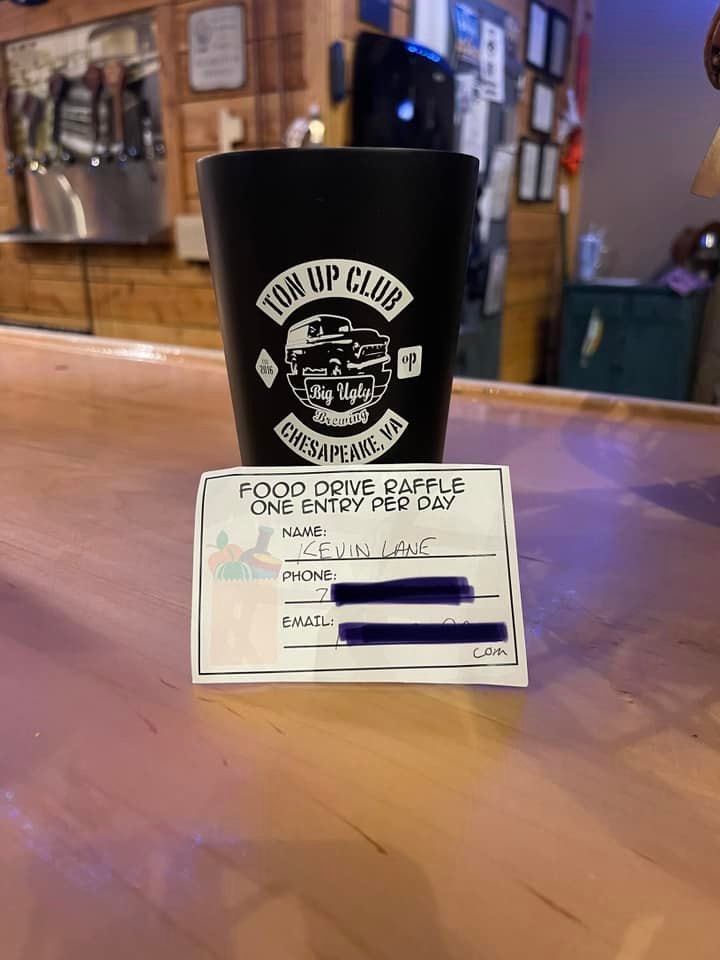 TON UP CLUB
EST. 2016
op
Big Ugly
Brewing
CHESAPEAKE, VA
FOOD DRIVE RAFFLE
ONE ENTRY PER DAY
NAME:
KEVIN LANE
PHONE:
7
EMAIL:
com